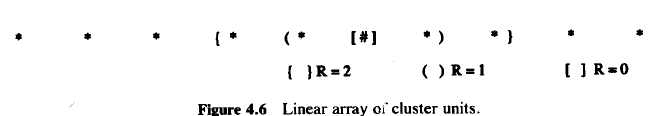 * * * { * ( * [#] * ) * } * *
{ } R = 2 ( ) R = 1 [ ] R = 0
Figure 4.6 Linear array of cluster units.